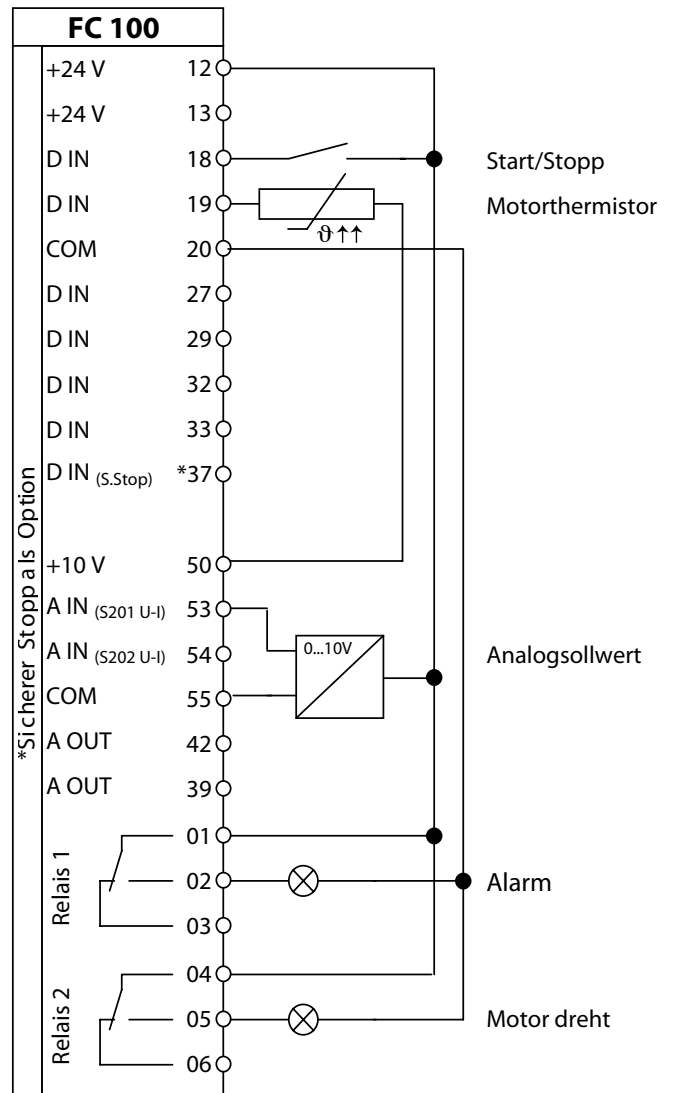 FC 100
+24 V 12
+24 V 13
D IN 18 Start/Stopp
D IN 19 Motorthermistor
ϑ↑↑
COM 20
D IN 27
D IN 29
D IN 32
D IN 33
D IN (S.Stop) *37
+10 V 50
A IN (S201 U-I) 53
0...10V
A IN (S202 U-I) 54 Analogsollwert
COM 55
A OUT 42
A OUT 39
*Sicherer Stopp als Option
Relais 1
01
02 Alarm
03
Relais 2
04
05 Motor dreht
06